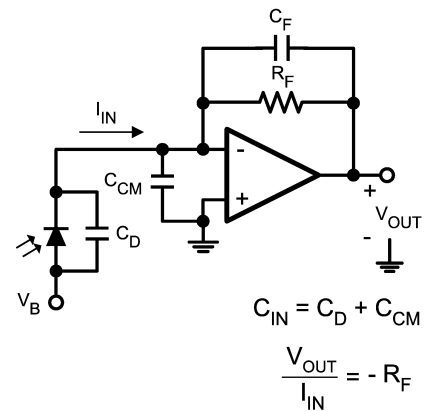 C_F
R_F
I_IN
-
C_CM
+
+
V_OUT
-
C_D
V_B
C_IN = C_D + C_CM
V_OUT
I_IN
= - R_F